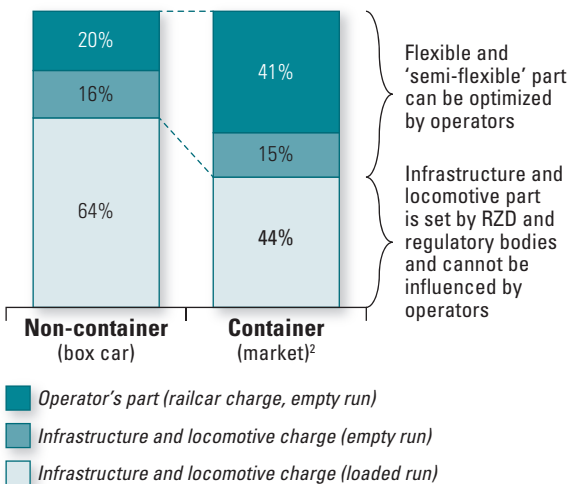 20%
16%
64%
41%
15%
44%
Flexible and
‘semi-flexible’ part
can be optimized
by operators
Infrastructure and
locomotive part
is set by RZD and
regulatory bodies
and cannot be
influenced by
operators
Non-container
(box car)
Container
(market)²
Operator’s part (railcar charge, empty run)
Infrastructure and locomotive charge (empty run)
Infrastructure and locomotive charge (loaded run)